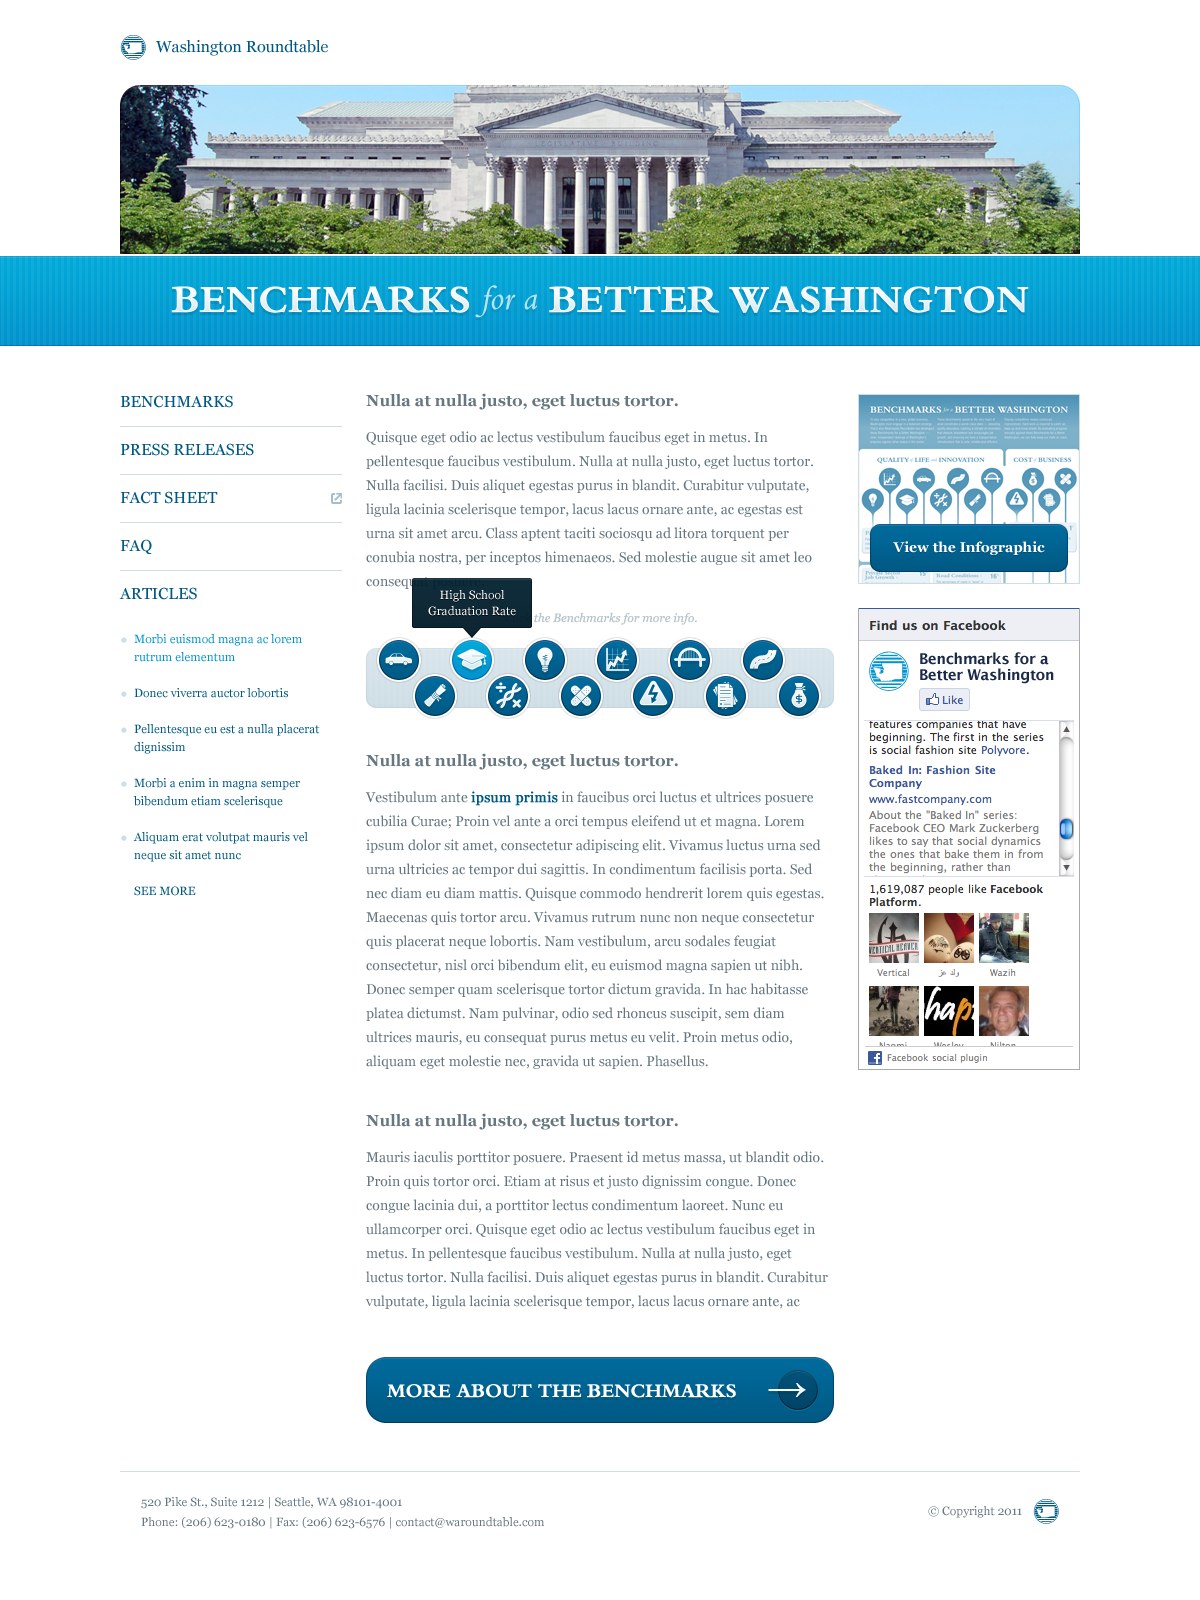 Washington Roundtable
BENCHMARKS for a BETTER WASHINGTON
BENCHMARKS
PRESS RELEASES
FACT SHEET
FAQ
ARTICLES
Morbi euismod magna ac lorem
rutrum elementum
Donec viverra auctor lobortis
Pellentesque eu est a nulla placerat
dignissim
Morbi a enim in magna semper
bibendum etiam scelerisque
Aliquam erat volutpat mauris vel
neque sit amet nunc
SEE MORE
Nulla at nulla justo, eget luctus tortor.
Quisque eget odio ac lectus vestibulum faucibus eget in metus. In
pellentesque faucibus vestibulum. Nulla at nulla justo, eget luctus tortor.
Nulla facilisi. Duis aliquet egestas purus in blandit. Curabitur vulputate,
ligula lacinia scelerisque tempor, lacus lacus ornare ante, ac egestas est
urna sit amet arcu. Class aptent taciti sociosqu ad litora torquent per
conubia nostra, per inceptos himenaeos. Sed molestie augue sit amet leo
High School
Graduation Rate
the Benchmarks for more info.
Nulla at nulla justo, eget luctus tortor.
Vestibulum ante ipsum primis in faucibus orci luctus et ultrices posuere
cubilia Curae; Proin vel ante a orci tempus eleifend ut et magna. Lorem
ipsum dolor sit amet, consectetur adipiscing elit. Vivamus luctus urna sed
urna ultricies ac tempor dui sagittis. In condimentum facilisis porta. Sed
nec diam eu diam mattis. Quisque commodo hendrerit lorem quis egestas.
Maecenas quis tortor arcu. Vivamus rutrum nunc non neque consectetur
quis placerat neque lobortis. Nam vestibulum, arcu sodales feugiat
consectetur, nisl orci bibendum elit, eu euismod magna sapien ut nibh.
Donec semper quam scelerisque tortor dictum gravida. In hac habitasse
platea dictumst. Nam pulvinar, odio sed rhoncus suscipit, sem diam
ultrices mauris, eu consequat purus metus eu velit. Proin metus odio,
aliquam eget molestie nec, gravida ut sapien. Phasellus.
Nulla at nulla justo, eget luctus tortor.
Mauris iaculis porttitor posuere. Praesent id metus massa, ut blandit odio.
Proin quis tortor orci. Etiam at risus et justo dignissim congue. Donec
congue lacinia dui, a porttitor lectus condimentum laoreet. Nunc eu
ullamcorper orci. Quisque eget odio ac lectus vestibulum faucibus eget in
metus. In pellentesque faucibus vestibulum. Nulla at nulla justo, eget
luctus tortor. Nulla facilisi. Duis aliquet egestas purus in blandit. Curabitur
vulputate, ligula lacinia scelerisque tempor, lacus lacus ornare ante, ac
MORE ABOUT THE BENCHMARKS
BENCHMARKS for a BETTER WASHINGTON
QUALITY of LIFE and INNOVATION
COST of BUSINESS
View the Infographic
Job Growth
Road Conditions
Find us on Facebook
Benchmarks for a
Better Washington
Like
features companies that have
beginning. The first in the series
is social fashion site Polyvore.
Baked In: Fashion Site
Company
www.fastcompany.com
About the "Baked In" series:
Facebook CEO Mark Zuckerberg
likes to say that social dynamics
the ones that bake them in from
the beginning, rather than
1,619,087 people like Facebook
Platform.
VERTICAL HEAVEN
Vertical
ولد عز
Wazih
hap
Naomi
Wesley
Nilton
Facebook social plugin
520 Pike St., Suite 1212 | Seattle, WA 98101-4001
Phone: (206) 623-0180 | Fax: (206) 623-6576 | contact@waroundtable.com
© Copyright 2011